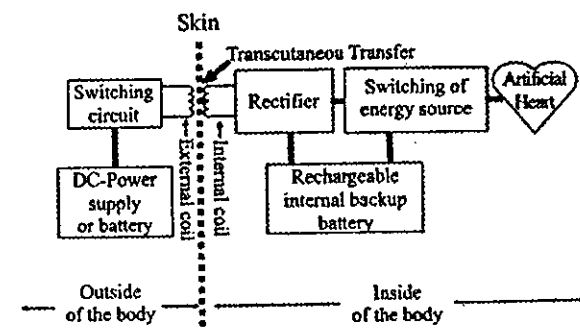 Skin
Transcutaneou Transfer
Switching
circuit
Rectifier
Switching of
energy source
Artificial
Heart
External coil
Internal coil
DC-Power
supply
or battery
Rechargeable
internal backup
battery
Outside
of the body
Inside
of the body